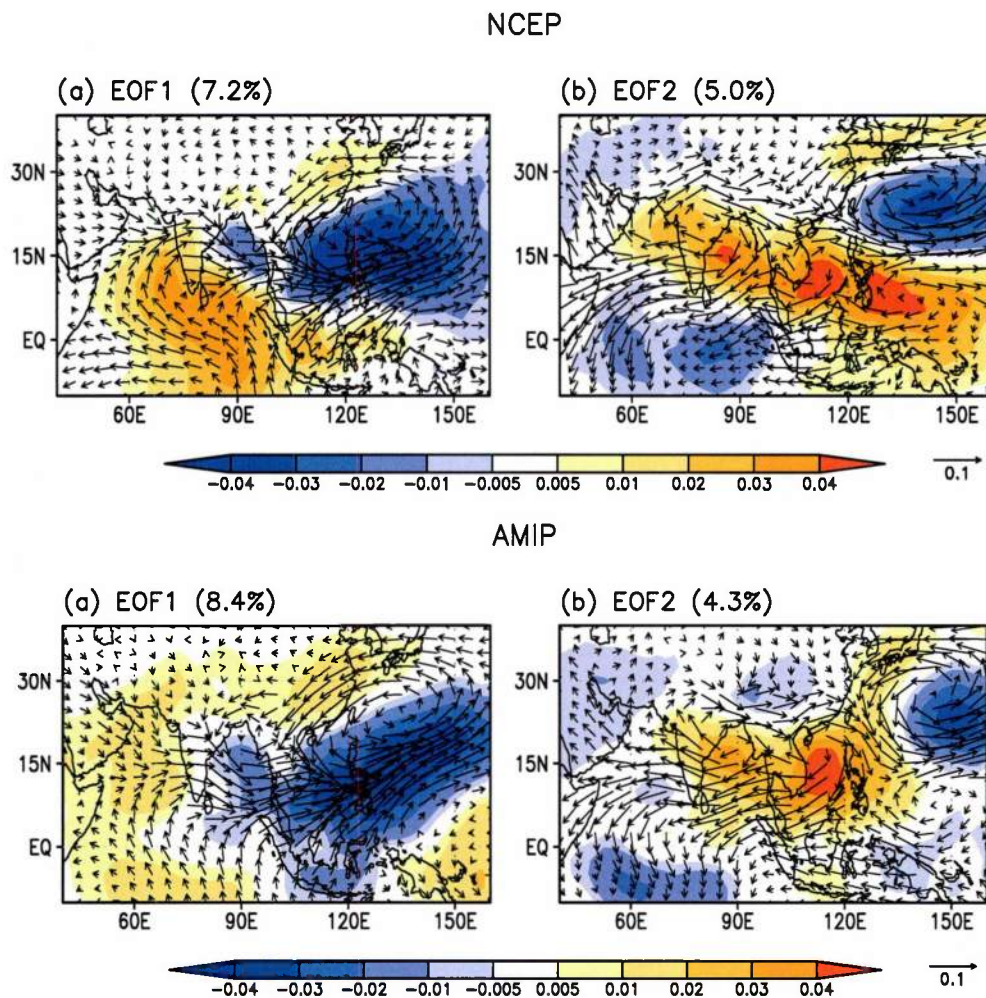 NCEP
(a) EOF1 (7.2%)
(b) EOF2 (5.0%)
30N
15N
EQ
60E 90E 120E 150E
30N
15N
EQ
60E 90E 120E 150E
-0.04 -0.03 -0.02 -0.01 -0.005 0.005 0.01 0.02 0.03 0.04
0.1
AMIP
(a) EOF1 (8.4%)
(b) EOF2 (4.3%)
30N
15N
EQ
60E 90E 120E 150E
30N
15N
EQ
60E 90E 120E 150E
-0.04 -0.03 -0.02 -0.01 -0.005 0.005 0.01 0.02 0.03 0.04
0.1